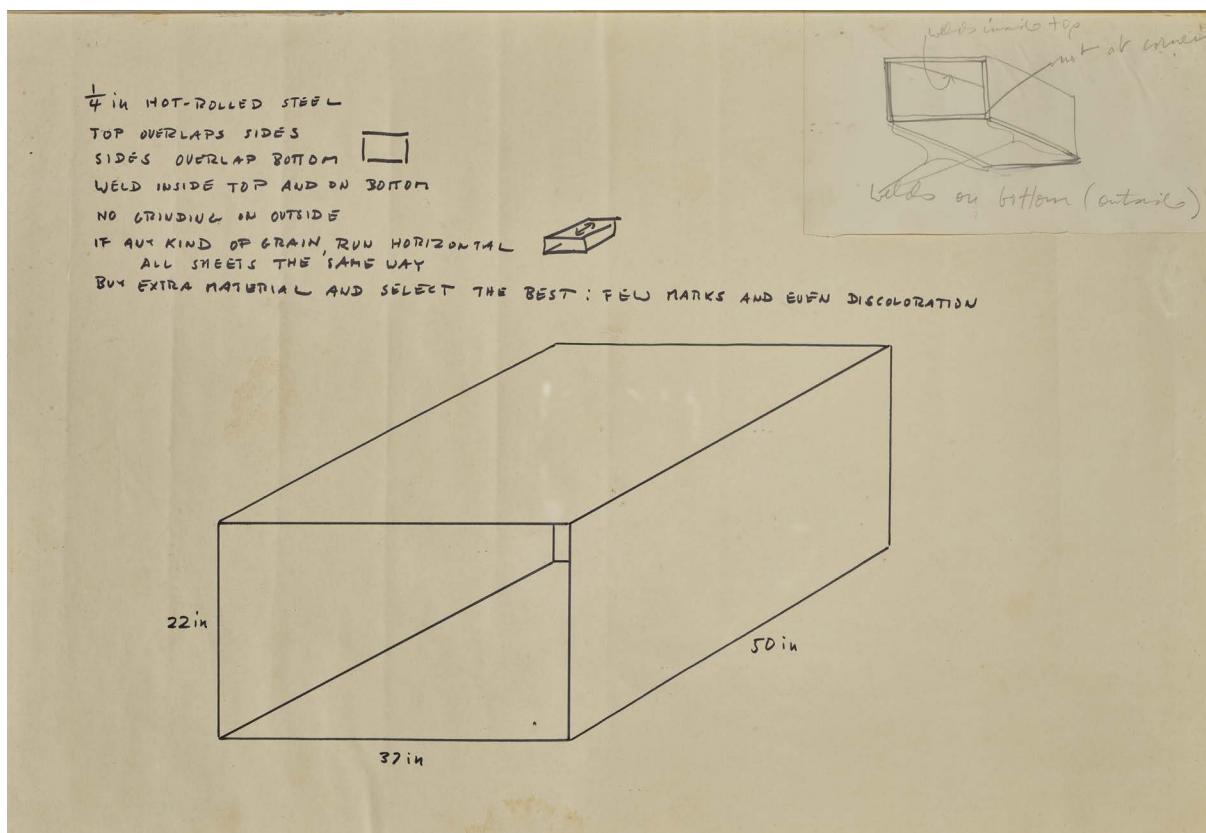 1/4 in HOT-ROLLED STEEL
TOP OVERLAPS SIDES
SIDES OVERLAP BOTTOM
WELD INSIDE TOP AND ON BOTTOM
NO GRINDING ON OUTSIDE
IF ANY KIND OF GRAIN, RUN HORIZONTAL
ALL SHEETS THE SAME WAY
BUY EXTRA MATERIAL AND SELECT THE BEST: FEW MARKS AND EVEN DISCOLORATION
welds inside top
not at corner
welds on bottom (outside)
22 in
50 in
37 in